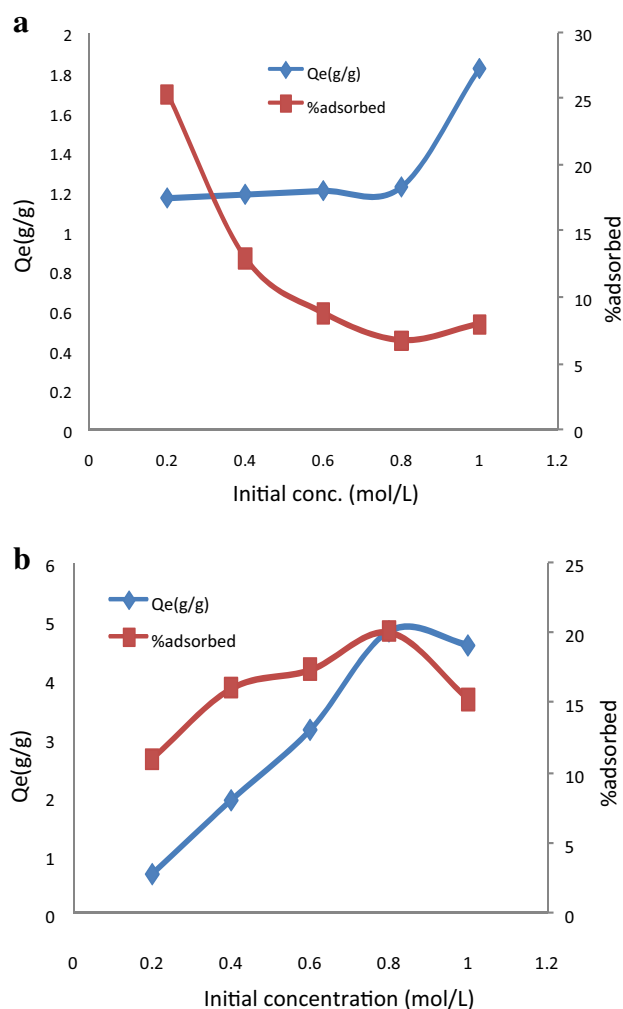 a
2
1.8
1.6
1.4
1.2
1
0.8
0.6
0.4
0.2
0
Qe(g/g)
Qe(g/g)
%adsorbed
30
25
20
15
10
5
0
%adsorbed
0 0.2 0.4 0.6 0.8 1 1.2
Initial conc. (mol/L)
b
6
5
4
3
2
1
0
Qe(g/g)
Qe(g/g)
%adsorbed
25
20
15
10
5
0
%adsorbed
0 0.2 0.4 0.6 0.8 1 1.2
Initial concentration (mol/L)